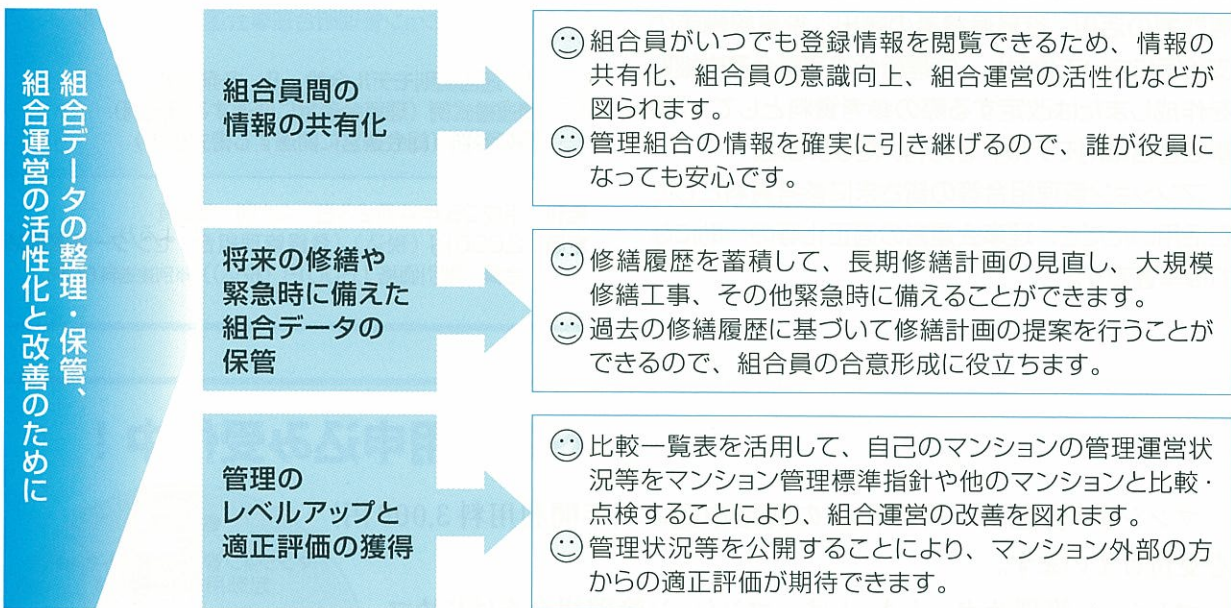 組合データの整理・保管、
組合運営の活性化と改善のために
組合員間の
情報の共有化
組合員がいつでも登録情報を閲覧できるため、情報の
共有化、組合員の意識向上、組合運営の活性化などが
図られます。
管理組合の情報を確実に引き継げるので、誰が役員に
なっても安心です。
将来の修繕や
緊急時に備えた
組合データの
保管
修繕履歴を蓄積して、長期修繕計画の見直し、大規模
修繕工事、その他緊急時に備えることができます。
過去の修繕履歴に基づいて修繕計画の提案を行うことが
できるので、組合員の合意形成に役立ちます。
管理の
レベルアップと
適正評価の獲得
比較一覧表を活用して、自己のマンションの管理運営状
況等をマンション管理標準指針や他のマンションと比較・
点検することにより、組合運営の改善を図れます。
管理状況等を公開することにより、マンション外部の方
からの適正評価が期待できます。